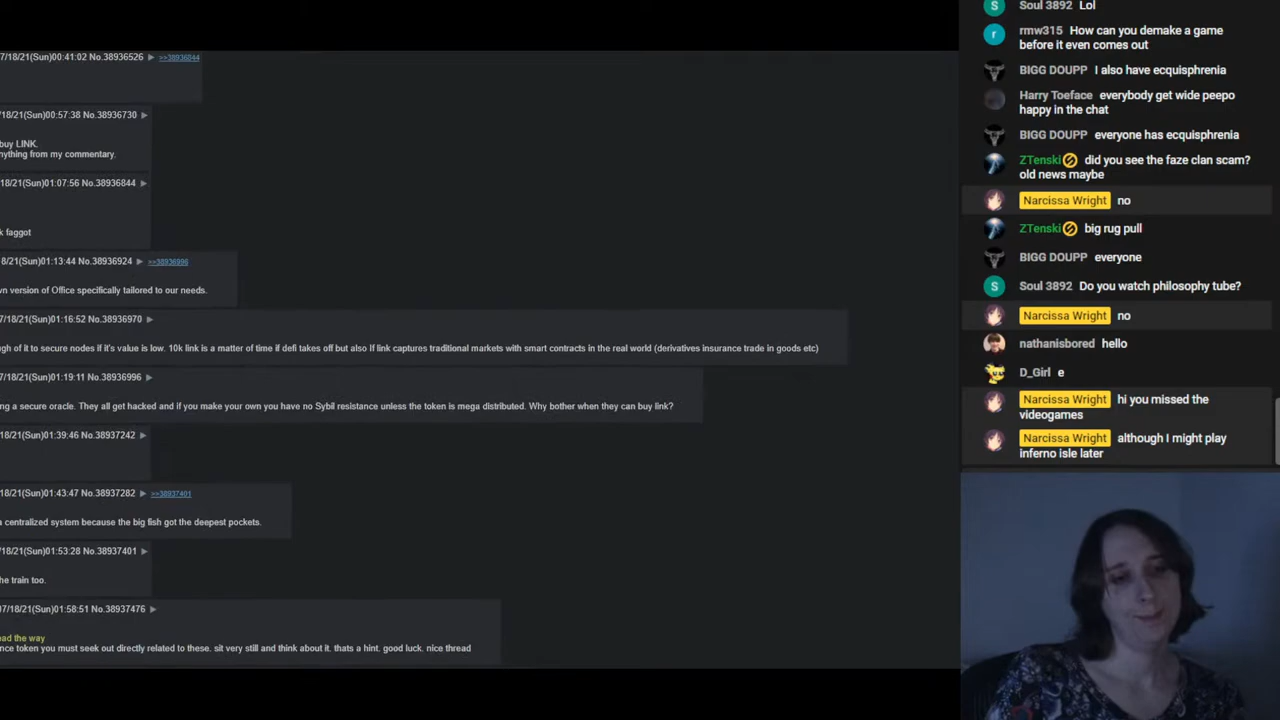 7/18/21(Sun)00:41:02 No.38936526 ▶ >>38936844
7/18/21(Sun)00:57:38 No.38936730 ▶
buy LINK.
nything from my commentary.
/18/21(Sun)01:07:56 No.38936844 ▶
k faggot
8/21(Sun)01:13:44 No.38936924 ▶ >>38936996
wn version of Office specifically tailored to our needs.
7/18/21(Sun)01:16:52 No.38936970 ▶
ugh of it to secure nodes if it's value is low. 10k link is a matter of time if defi takes off but also If link captures traditional markets with smart contracts in the real world (derivatives insurance trade in goods etc)
7/18/21(Sun)01:19:11 No.38936996 ▶
ng a secure oracle. They all get hacked and if you make your own you have no Sybil resistance unless the token is mega distributed. Why bother when they can buy link?
/18/21(Sun)01:39:46 No.38937242 ▶
/18/21(Sun)01:43:47 No.38937282 ▶ >>38937401
a centralized system because the big fish got the deepest pockets.
/18/21(Sun)01:53:28 No.38937401 ▶
he train too.
07/18/21(Sun)01:58:51 No.38937476 ▶
ead the way
nce token you must seek out directly related to these. sit very still and think about it. thats a hint. good luck. nice thread
S Soul 3892 Lol
r rmw315 How can you demake a game
before it even comes out
BIGG DOUPP I also have ecquisphrenia
Harry Toeface everybody get wide peepo
happy in the chat
BIGG DOUPP everyone has ecquisphrenia
ZTenski did you see the faze clan scam?
old news maybe
Narcissa Wright no
ZTenski big rug pull
BIGG DOUPP everyone
S Soul 3892 Do you watch philosophy tube?
Narcissa Wright no
nathanisbored hello
D_Girl e
Narcissa Wright hi you missed the
videogames
Narcissa Wright although I might play
inferno isle later